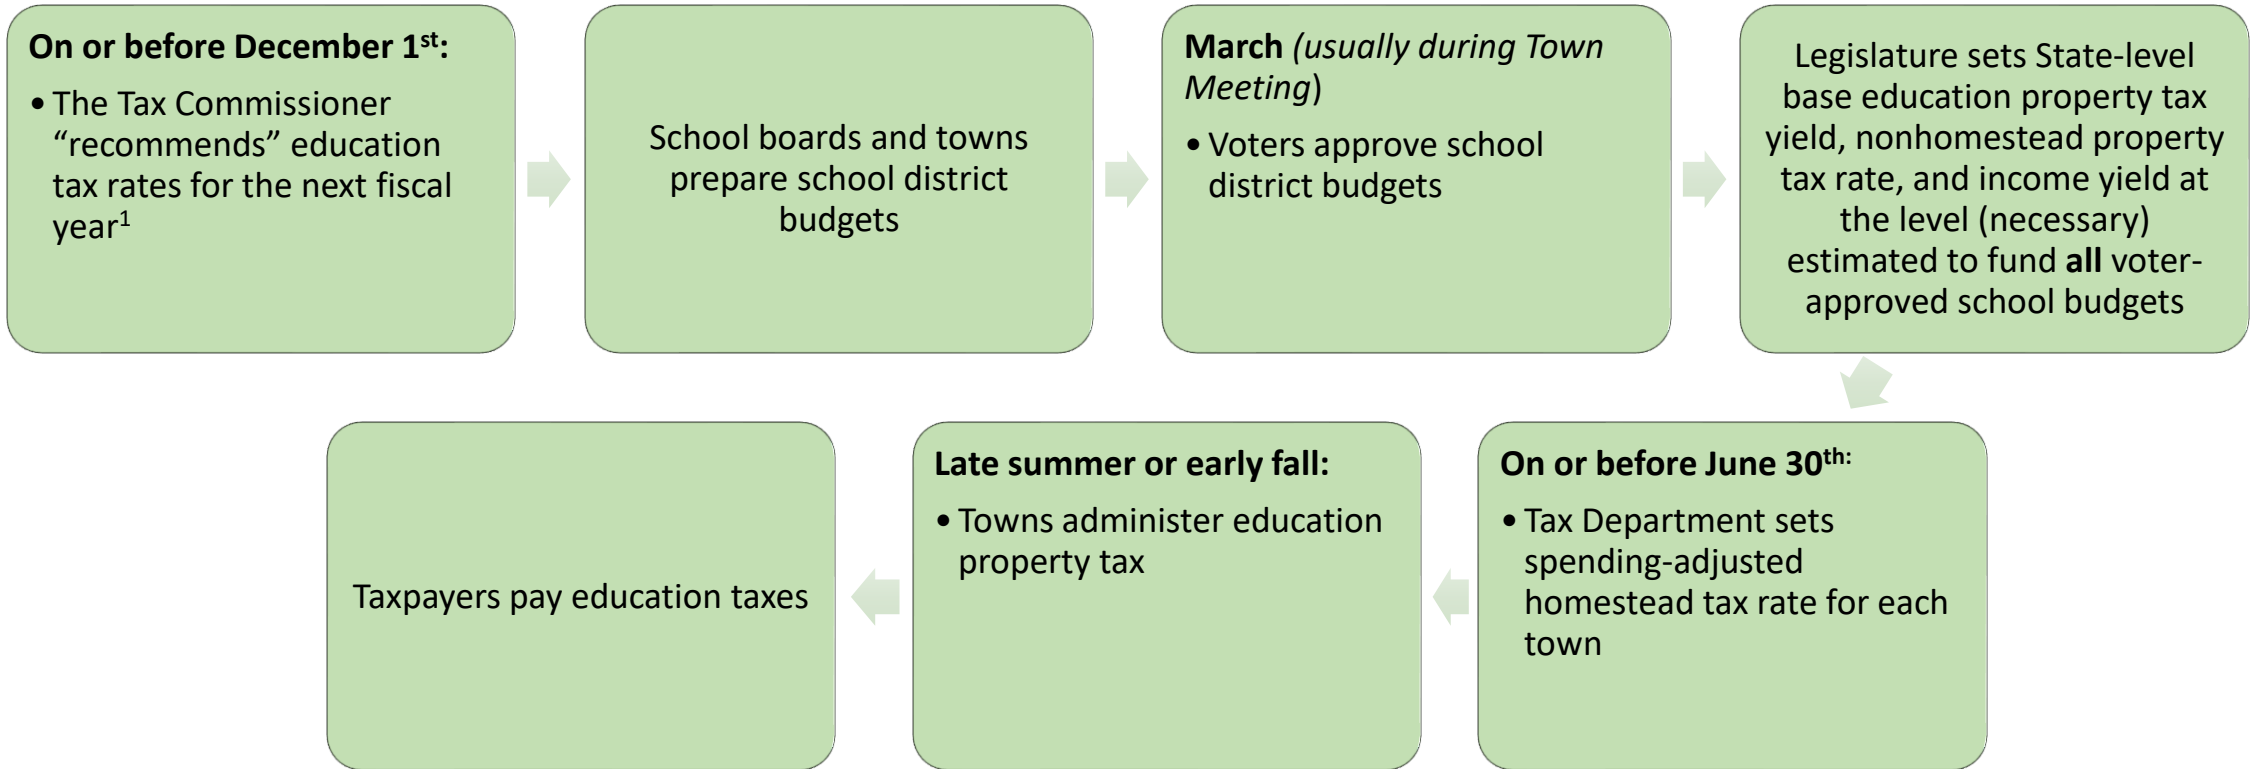 On or before December 1st:
• The Tax Commissioner
“recommends” education
tax rates for the next fiscal
year1
School boards and towns
prepare school district
budgets
March (usually during Town
Meeting)
• Voters approve school
district budgets
Legislature sets State-level
base education property tax
yield, nonhomestead property
tax rate, and income yield at
the level (necessary)
estimated to fund all voter-
approved school budgets
On or before June 30th:
• Tax Department sets
spending-adjusted
homestead tax rate for each
town
Late summer or early fall:
• Towns administer education
property tax
Taxpayers pay education taxes